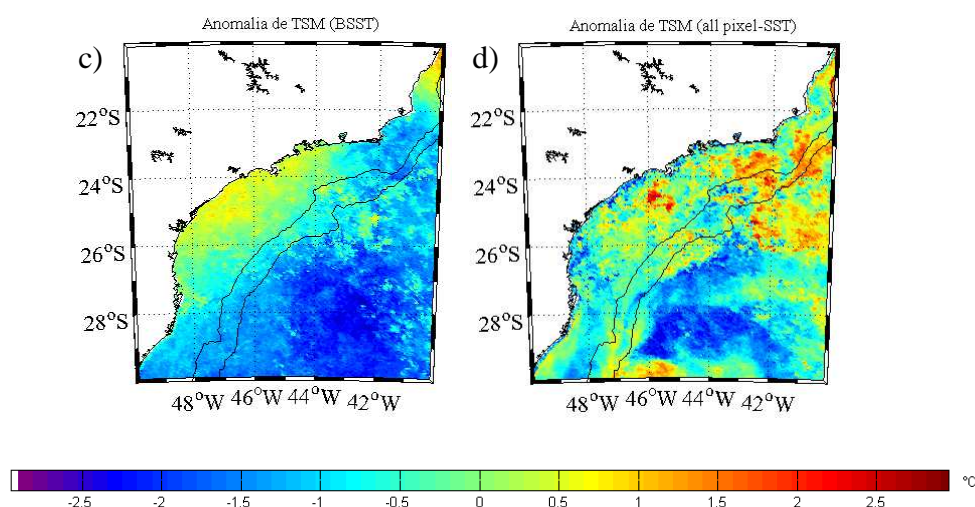 Anomalia de TSM (BSST)
Anomalia de TSM (all pixel-SST)
c)
d)
22°S
24°S
26°S
28°S
48°W 46°W 44°W 42°W
22°S
24°S
26°S
28°S
48°W 46°W 44°W 42°W
-2.5 -2 -1.5 -1 -0.5 0 0.5 1 1.5 2 2.5 °C